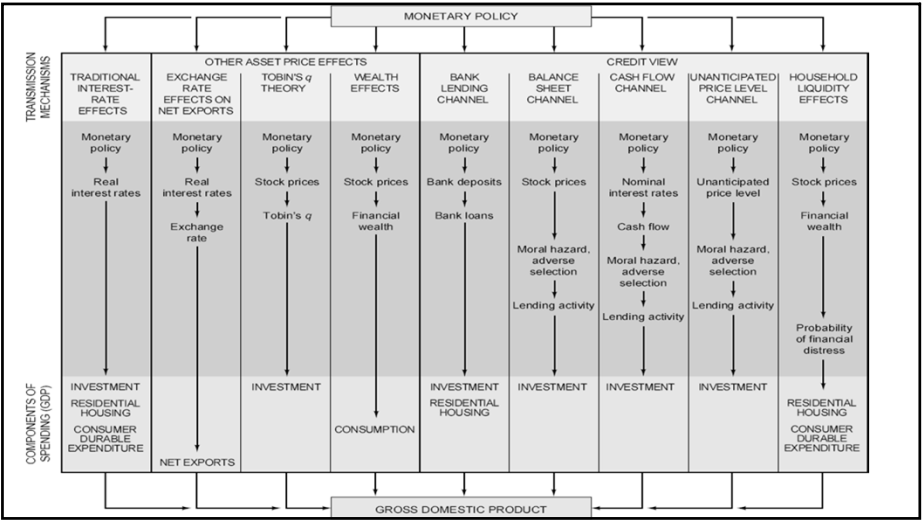 MONETARY POLICY
TRANSMISSION
MECHANISMS
OTHER ASSET PRICE EFFECTS
CREDIT VIEW
TRADITIONAL
INTEREST-
RATE
EFFECTS
EXCHANGE
RATE
EFFECTS ON
NET EXPORTS
TOBIN'S q
THEORY
WEALTH
EFFECTS
BANK
LENDING
CHANNEL
BALANCE
SHEET
CHANNEL
CASH FLOW
CHANNEL
UNANTICIPATED
PRICE LEVEL
CHANNEL
HOUSEHOLD
LIQUIDITY
EFFECTS
Monetary
policy
Real
interest rates
Monetary
policy
Real
interest rates
Exchange
rate
Monetary
policy
Stock prices
Tobin's q
Monetary
policy
Stock prices
Financial
wealth
Monetary
policy
Bank deposits
Bank loans
Monetary
policy
Stock prices
Moral hazard,
adverse
selection
Lending activity
Monetary
policy
Nominal
interest rates
Cash flow
Moral hazard,
adverse
selection
Lending activity
Monetary
policy
Unanticipated
price level
Moral hazard,
adverse
selection
Lending activity
Monetary
policy
Stock prices
Financial
wealth
Probability
of financial
distress
COMPONENTS OF
SPENDING (GDP)
INVESTMENT
RESIDENTIAL
HOUSING
CONSUMER
DURABLE
EXPENDITURE
NET EXPORTS
INVESTMENT
CONSUMPTION
INVESTMENT
RESIDENTIAL
HOUSING
INVESTMENT
INVESTMENT
INVESTMENT
RESIDENTIAL
HOUSING
CONSUMER
DURABLE
EXPENDITURE
GROSS DOMESTIC PRODUCT